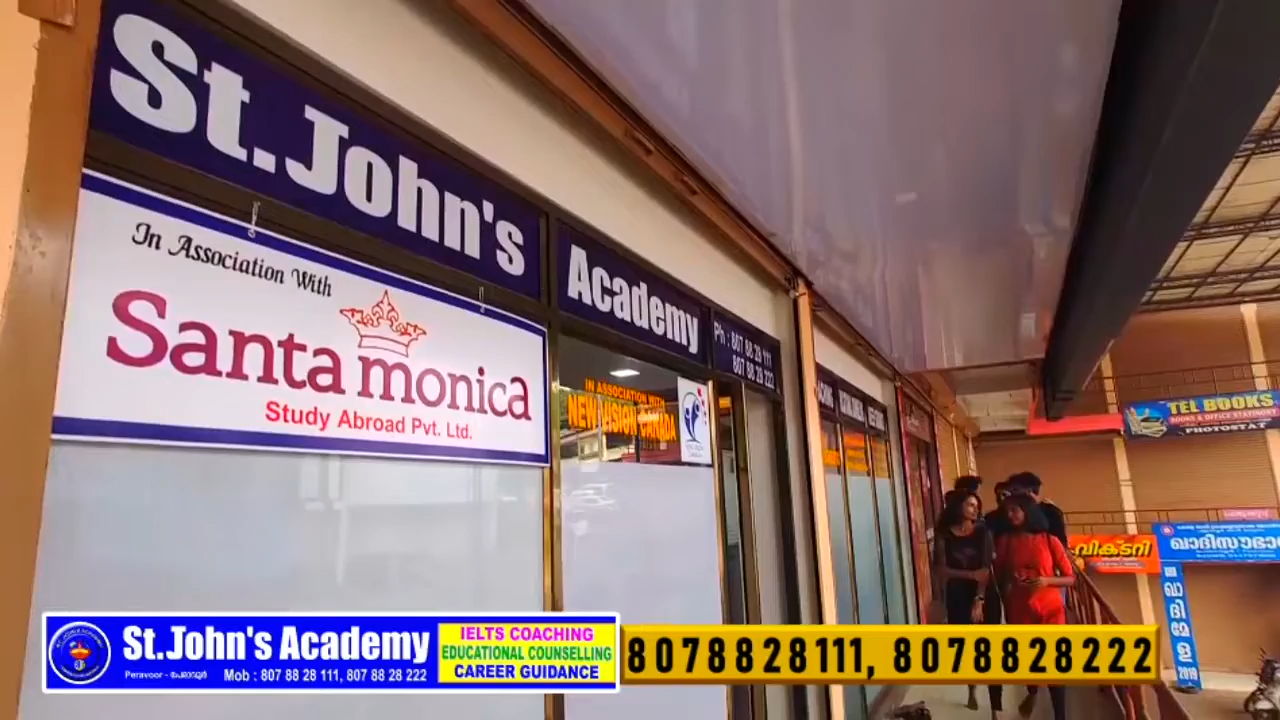 St.John's
Academy
Ph : 807 88 28 111
807 88 28 222
In Association With
Santa monica
Study Abroad Pvt. Ltd.
IN ASSOCIATION WITH
NEW VISION CANADA
TEL BOOKS
BOOKS & OFFICE STATIONERY
PHOTOSTAT
വിക്ടറി
ഖാദിസൗഭാ
ഖാദി മേള
2019
St.John's Academy
Peravoor - പേരാവൂർ
Mob : 807 88 28 111, 807 88 28 222
IELTS COACHING
EDUCATIONAL COUNSELLING
CAREER GUIDANCE
8078828111, 8078828222